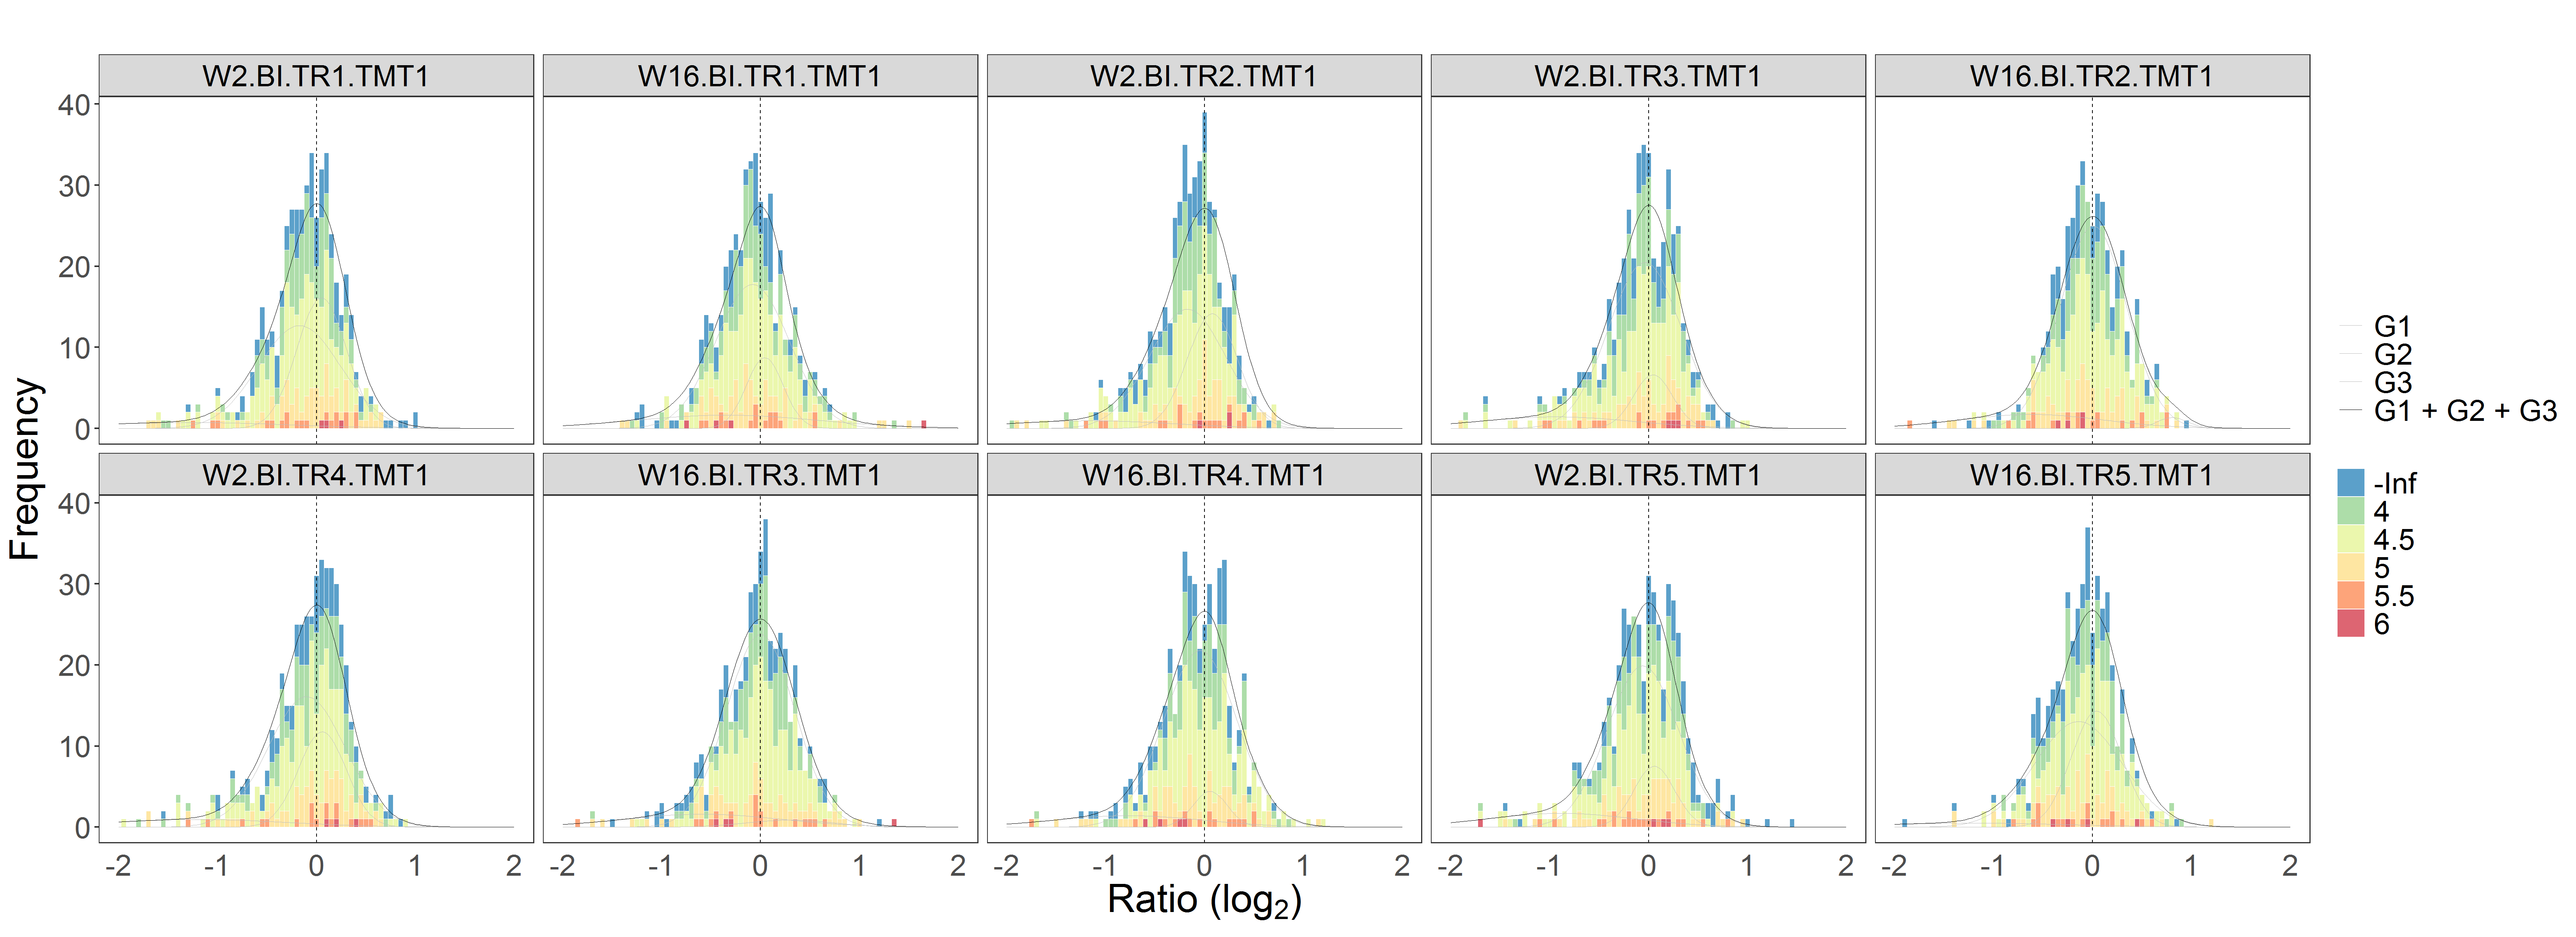 W2.BI.TR1.TMT1
W16.BI.TR1.TMT1
W2.BI.TR2.TMT1
W2.BI.TR3.TMT1
W16.BI.TR2.TMT1
40
30
20
10
0
W2.BI.TR4.TMT1
W16.BI.TR3.TMT1
W16.BI.TR4.TMT1
W2.BI.TR5.TMT1
W16.BI.TR5.TMT1
40
30
20
10
0
-2 -1 0 1 2
-2 -1 0 1 2
-2 -1 0 1 2
-2 -1 0 1 2
-2 -1 0 1 2
Frequency
Ratio (log2)
G1
G2
G3
G1 + G2 + G3
-Inf
4
4.5
5
5.5
6